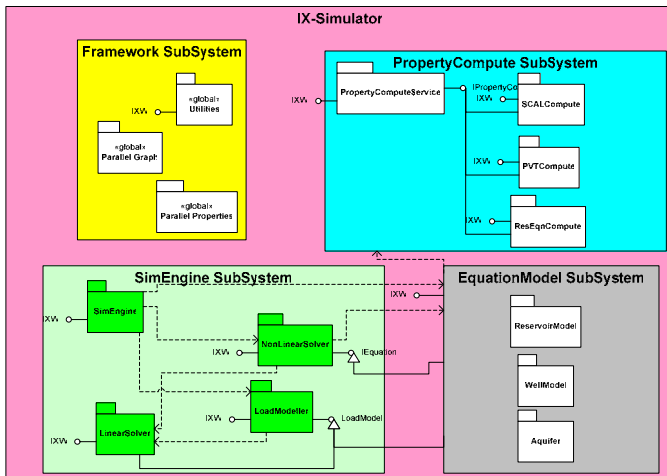 IX-Simulator
Framework SubSystem
«global»
Utilities
IXW
«global»
Parallel Graph
«global»
Parallel Properties
PropertyCompute SubSystem
PropertyComputeService
IXW
IPropertyCo
IXW
SCALCompute
IXW
PVTCompute
IXW
ResEqnCompute
SimEngine SubSystem
SimEngine
IXW
NonLinearSolver
IXW
IEquation
LoadModeller
IXW
LoadModel
LinearSolver
IXW
EquationModel SubSystem
IXW
ReservoirModel
WellModel
Aquifer